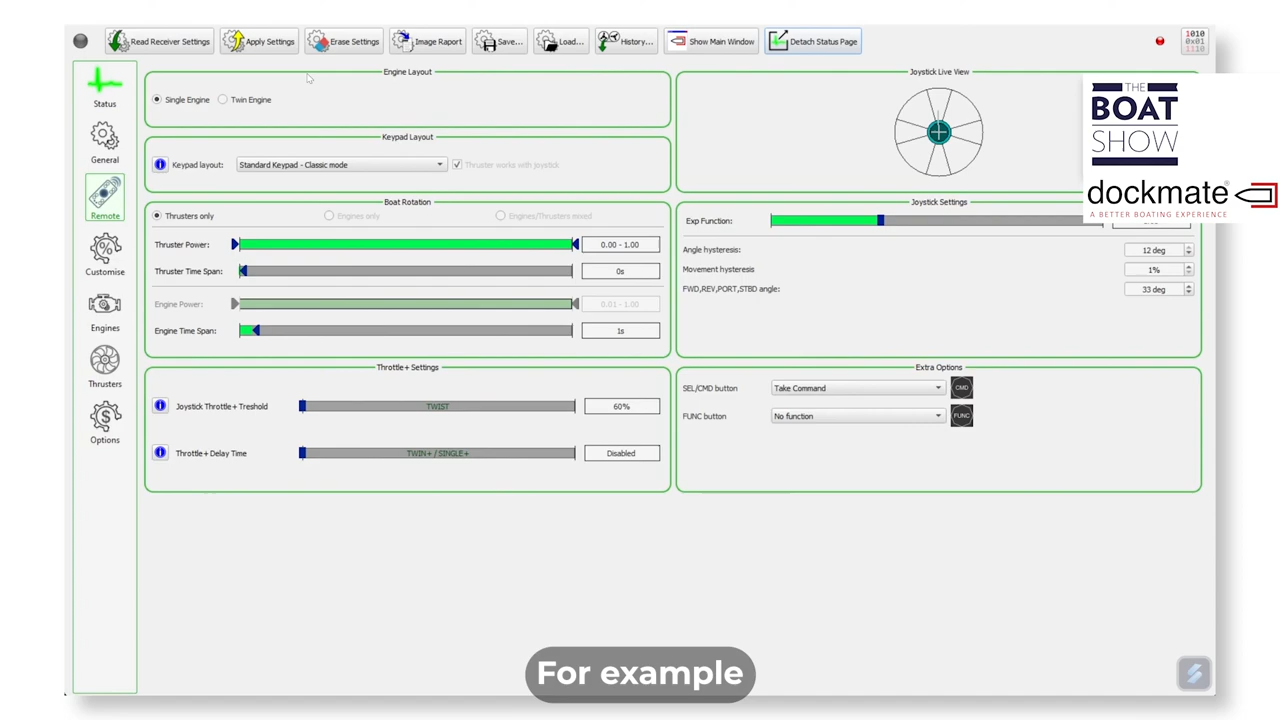 Read Receiver Settings
Apply Settings
Erase Settings
Image Raport
Save...
Load...
History...
Show Main Window
Detach Status Page
1010
0x01
1110
Status
General
Remote
Customise
Engines
Thrusters
Options
Engine Layout
Single Engine
Twin Engine
Keypad Layout
Keypad layout:
Standard Keypad - Classic mode
Thruster works with joystick
Boat Rotation
Thrusters only
Engines only
Engines/Thrusters mixed
Thruster Power:
0.00 - 1.00
Thruster Time Span:
0s
Engine Power:
0.01 - 1.00
Engine Time Span:
1s
Throttle+ Settings
Joystick Throttle+ Treshold
TWIST
60%
Throttle+ Delay Time
TWIN+ / SINGLE+
Disabled
Joystick Live View
THE
BOAT
SHOW
dockmate®
A BETTER BOATING EXPERIENCE
Joystick Settings
Exp Function:
Angle hysteresis:
12 deg
Movement hysteresis
1%
FWD,REV,PORT,STBD angle:
33 deg
Extra Options
SEL/CMD button
Take Command
CMD
FUNC button
No function
FUNC
For example